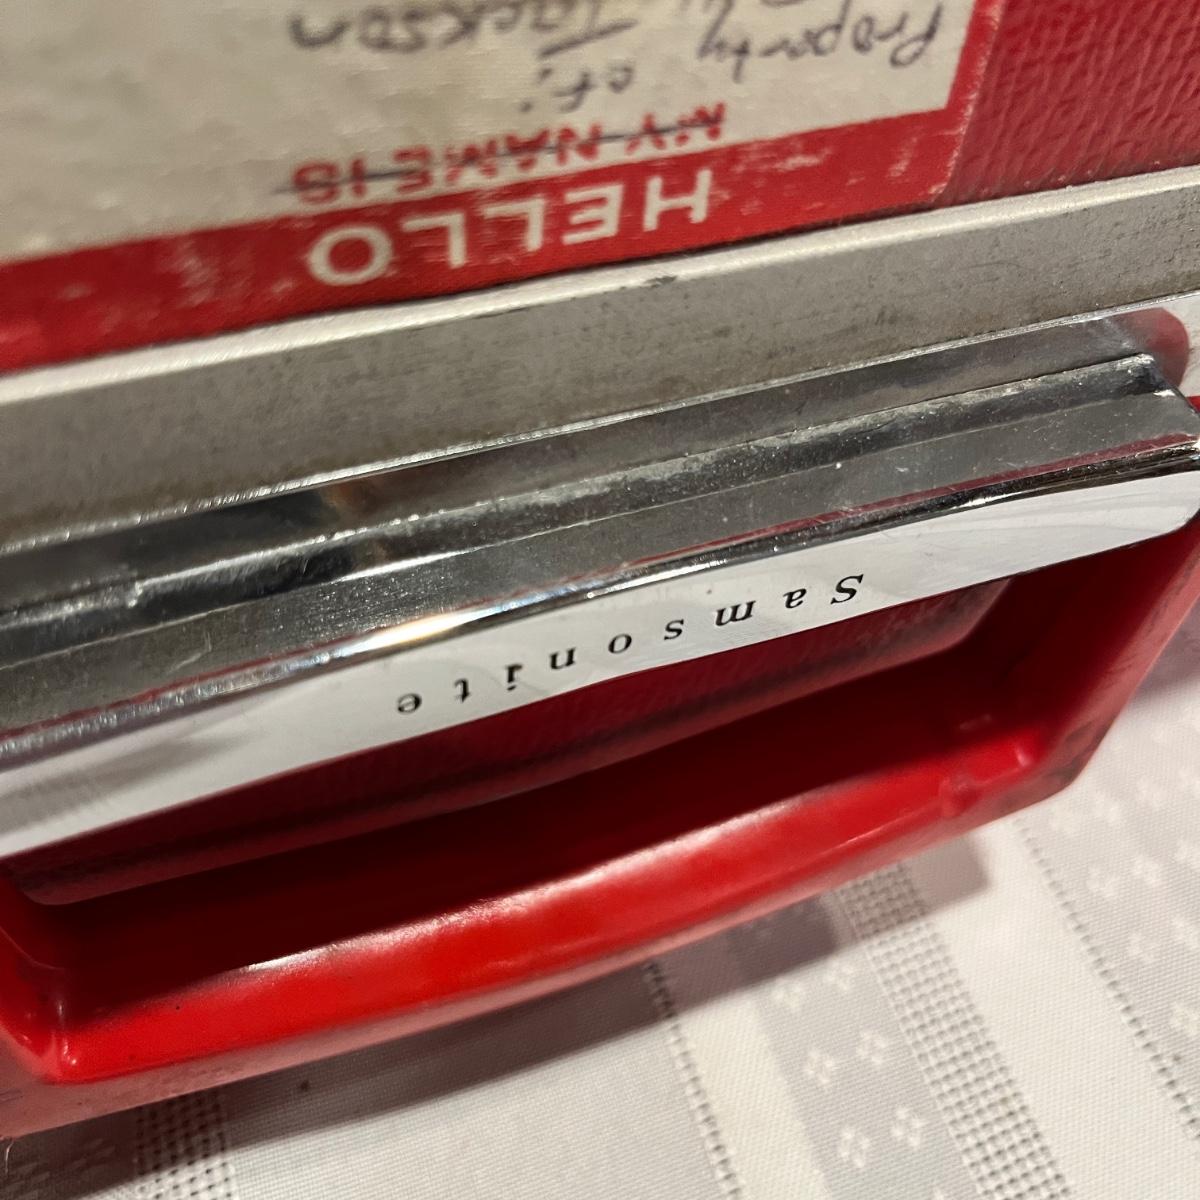 HELLO
MY NAME IS
Property of:
Jackson
Samsonite